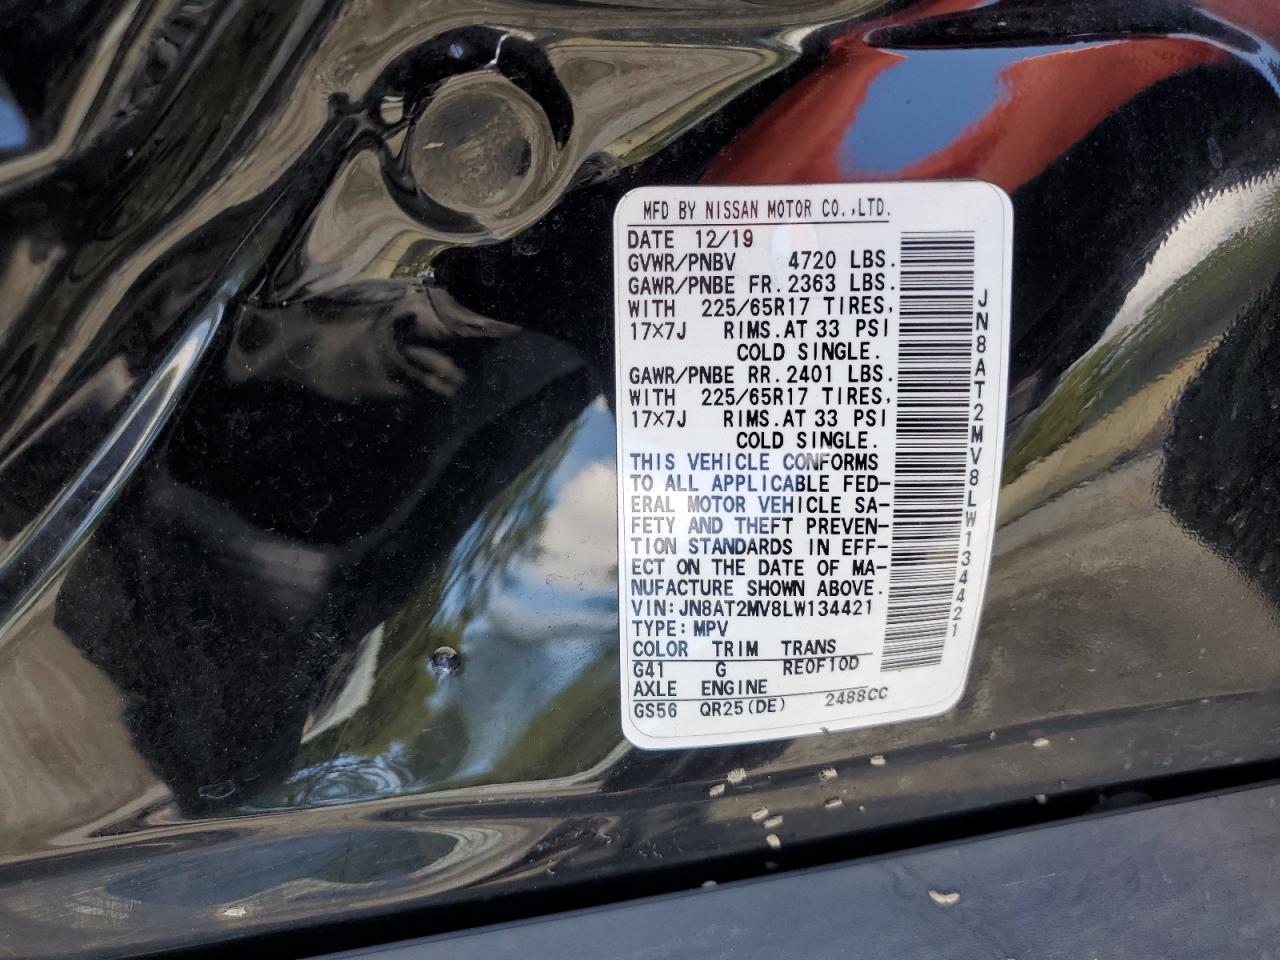 MFD BY NISSAN MOTOR CO.,LTD.
DATE 12/19
GVWR/PNBV 4720 LBS.
GAWR/PNBE FR. 2363 LBS.
WITH 225/65R17 TIRES,
17×7J RIMS.AT 33 PSI
COLD SINGLE.
GAWR/PNBE RR. 2401 LBS.
WITH 225/65R17 TIRES,
17×7J RIMS.AT 33 PSI
COLD SINGLE.
THIS VEHICLE CONFORMS
TO ALL APPLICABLE FED-
ERAL MOTOR VEHICLE SA-
FETY AND THEFT PREVEN-
TION STANDARDS IN EFF-
ECT ON THE DATE OF MA-
NUFACTURE SHOWN ABOVE.
VIN:JN8AT2MV8LW134421
TYPE:MPV
COLOR TRIM TRANS
G41 G RE0F10D
AXLE ENGINE
GS56 QR25(DE) 2488CC
JN8AT2MV8LW134421